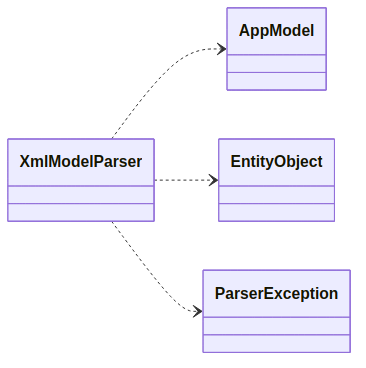 AppModel
XmlModelParser
EntityObject
ParserException